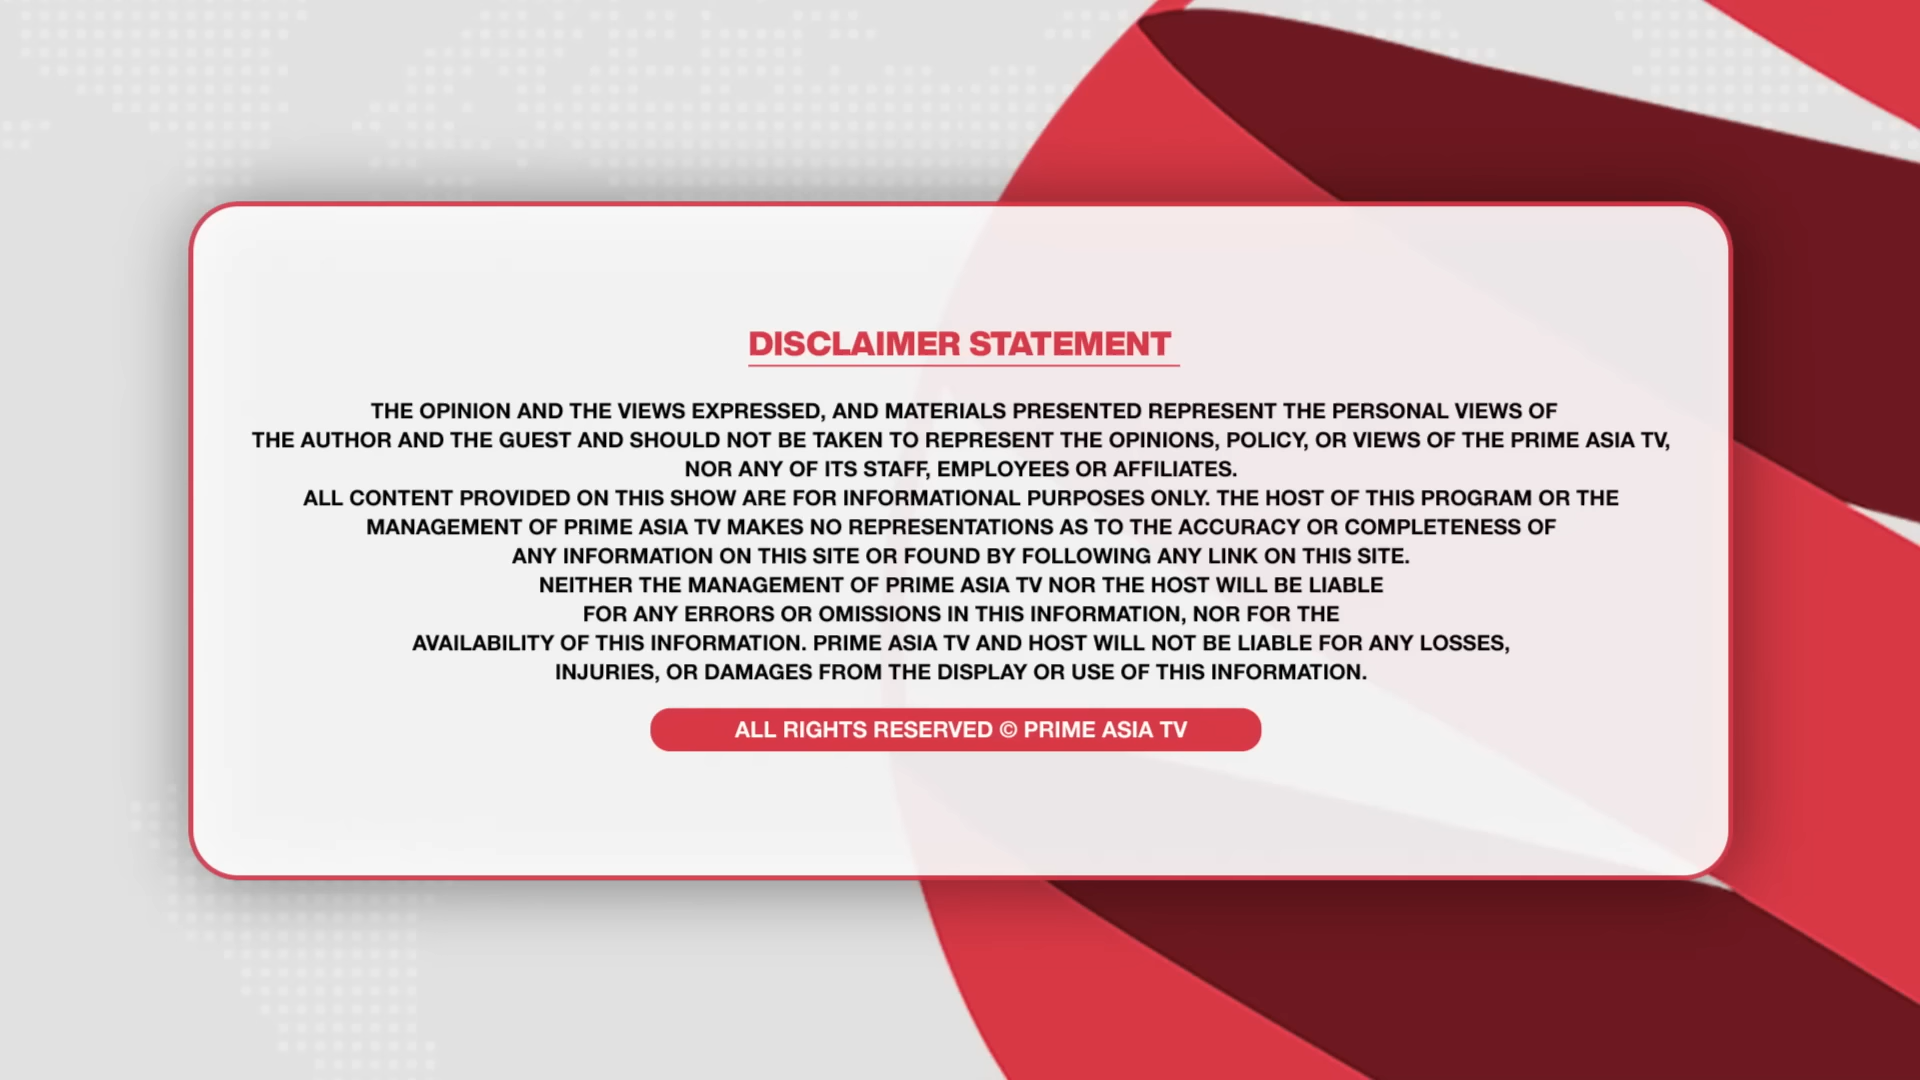 DISCLAIMER STATEMENT
THE OPINION AND THE VIEWS EXPRESSED, AND MATERIALS PRESENTED REPRESENT THE PERSONAL VIEWS OF
THE AUTHOR AND THE GUEST AND SHOULD NOT BE TAKEN TO REPRESENT THE OPINIONS, POLICY, OR VIEWS OF THE PRIME ASIA TV,
NOR ANY OF ITS STAFF, EMPLOYEES OR AFFILIATES.
ALL CONTENT PROVIDED ON THIS SHOW ARE FOR INFORMATIONAL PURPOSES ONLY. THE HOST OF THIS PROGRAM OR THE
MANAGEMENT OF PRIME ASIA TV MAKES NO REPRESENTATIONS AS TO THE ACCURACY OR COMPLETENESS OF
ANY INFORMATION ON THIS SITE OR FOUND BY FOLLOWING ANY LINK ON THIS SITE.
NEITHER THE MANAGEMENT OF PRIME ASIA TV NOR THE HOST WILL BE LIABLE
FOR ANY ERRORS OR OMISSIONS IN THIS INFORMATION, NOR FOR THE
AVAILABILITY OF THIS INFORMATION. PRIME ASIA TV AND HOST WILL NOT BE LIABLE FOR ANY LOSSES,
INJURIES, OR DAMAGES FROM THE DISPLAY OR USE OF THIS INFORMATION.
ALL RIGHTS RESERVED © PRIME ASIA TV